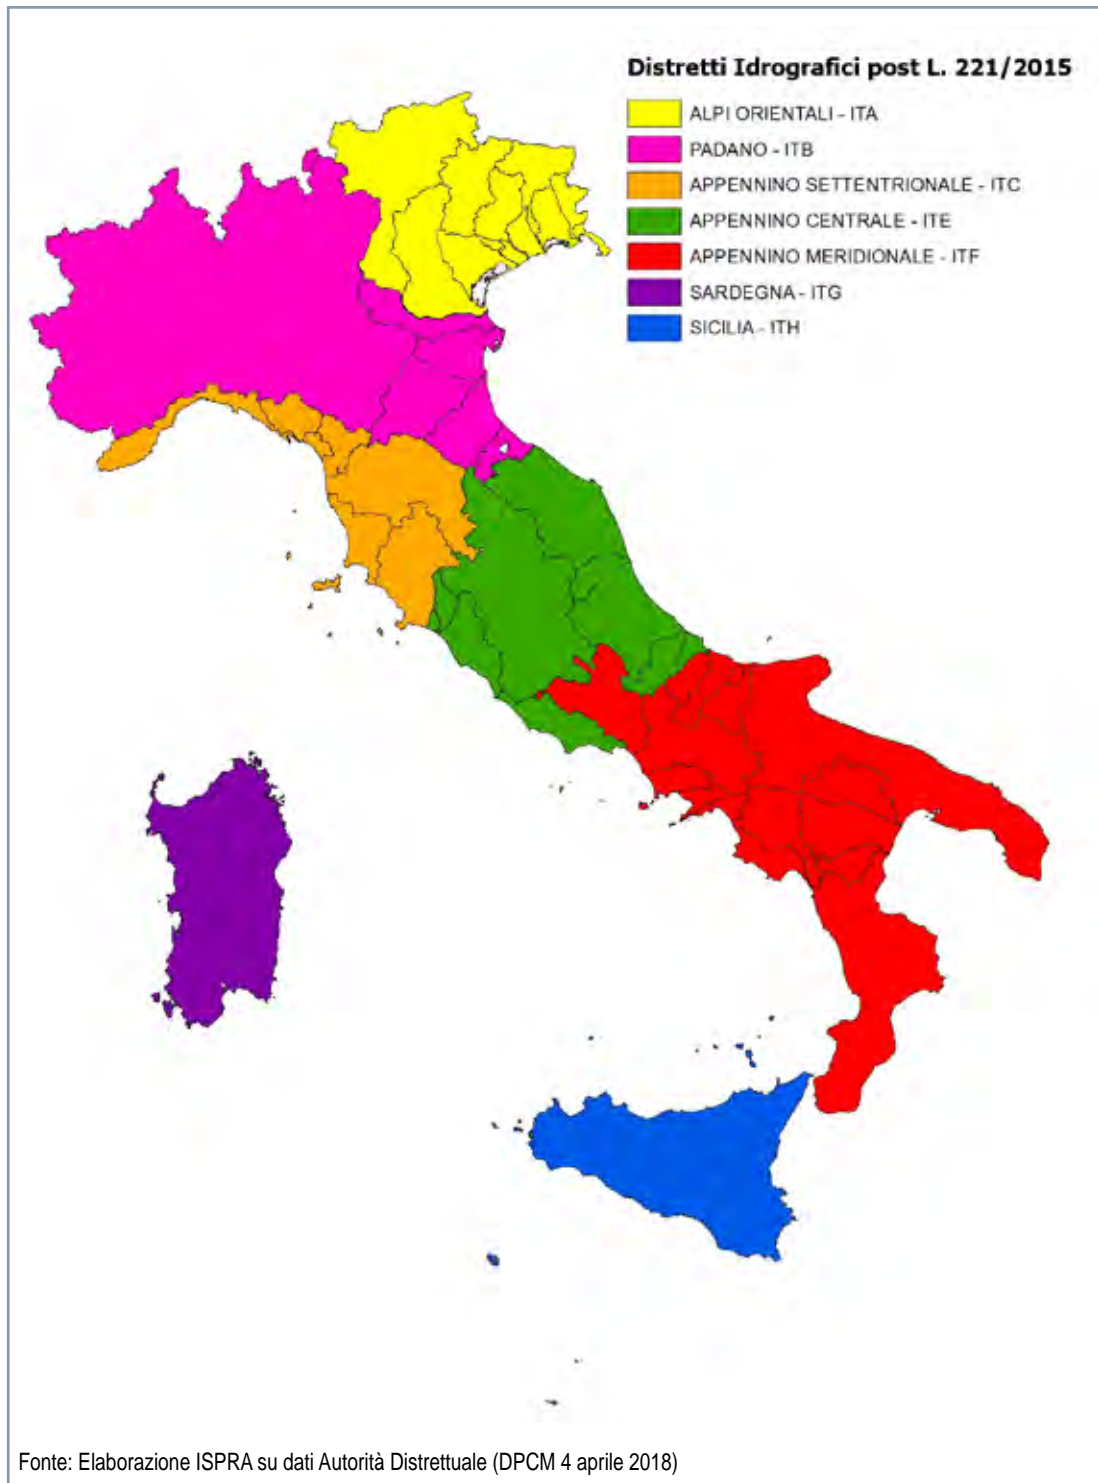 Distretti Idrografici post L. 221/2015
ALPI ORIENTALI - ITA
PADANO - ITB
APPENNINO SETTENTRIONALE - ITC
APPENNINO CENTRALE - ITE
APPENNINO MERIDIONALE - ITF
SARDEGNA - ITG
SICILIA - ITH
Fonte: Elaborazione ISPRA su dati Autorità Distrettuale (DPCM 4 aprile 2018)